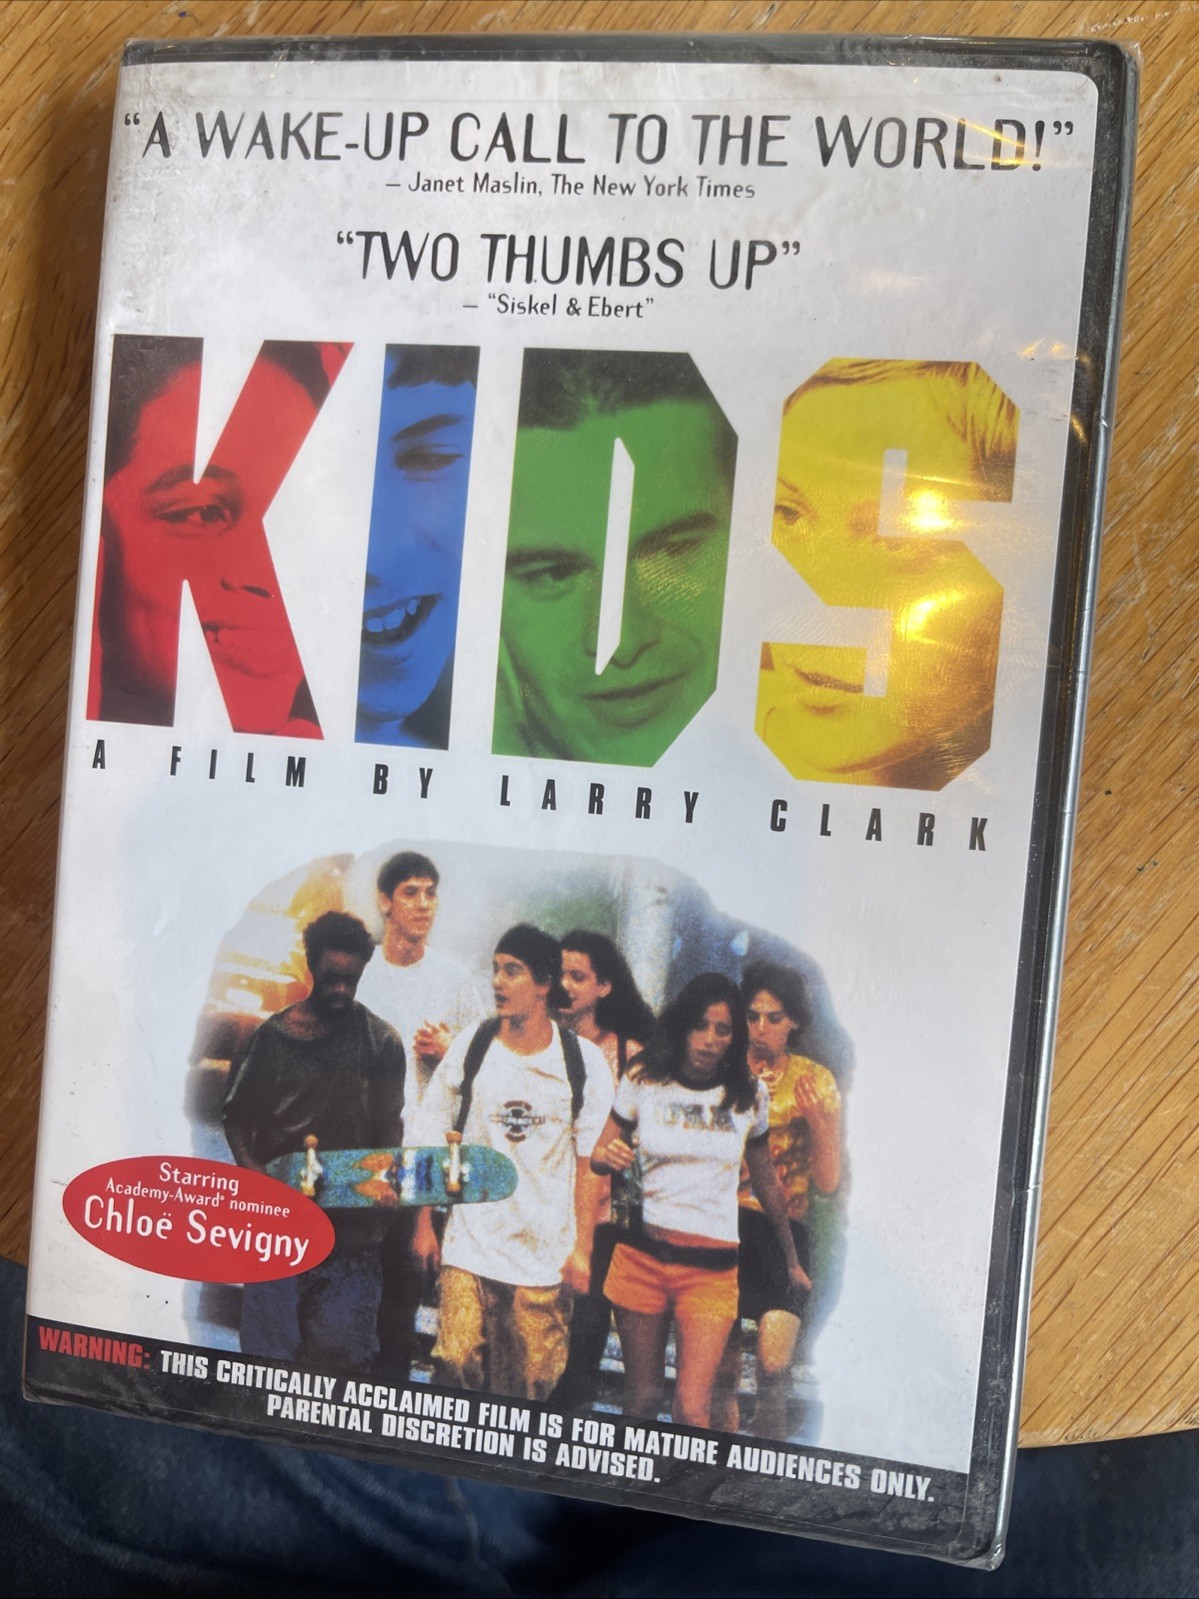 “A WAKE-UP CALL TO THE WORLD!”
– Janet Maslin, The New York Times
“TWO THUMBS UP”
– “Siskel & Ebert”
KIDS
A FILM BY LARRY CLARK
Starring
Academy-Award® nominee
Chloë Sevigny
WARNING: THIS CRITICALLY ACCLAIMED FILM IS FOR MATURE AUDIENCES ONLY.
PARENTAL DISCRETION IS ADVISED.